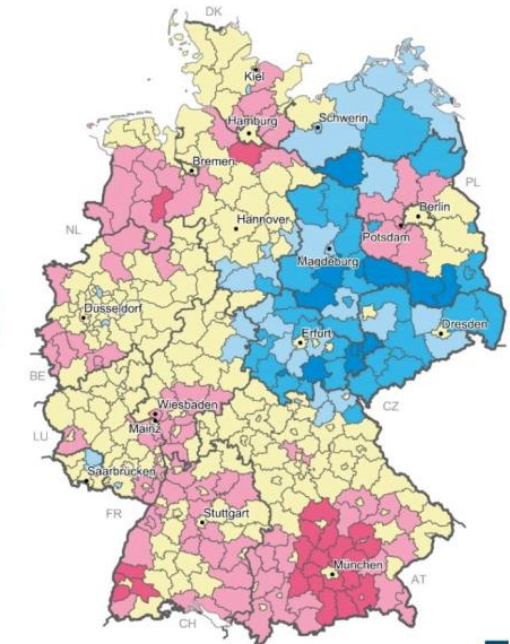 DK
Kiel
Hamburg
Schwerin
Bremen
PL
Berlin
Hannover
NL
Potsdam
Magdeburg
Düsseldorf
Erfurt
Dresden
BE
CZ
Wiesbaden
LU
Mainz
Saarbrücken
FR
Stuttgart
München
AT
CH